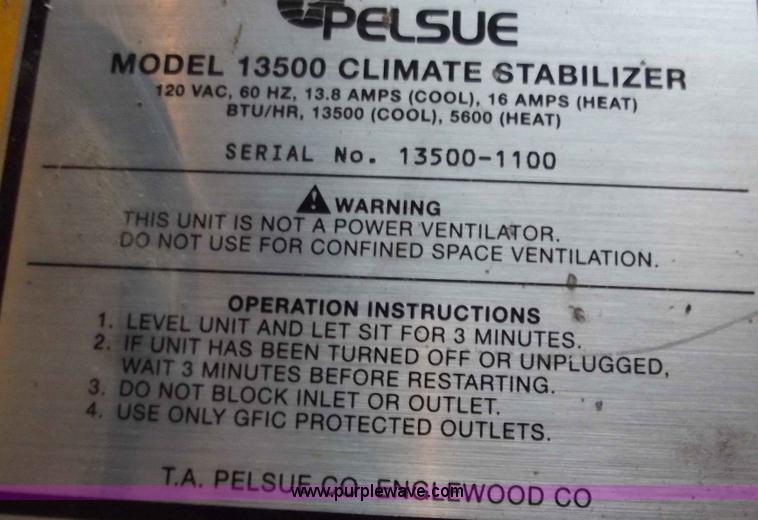 PELSUE
MODEL 13500 CLIMATE STABILIZER
120 VAC, 60 HZ, 13.8 AMPS (COOL), 16 AMPS (HEAT)
BTU/HR, 13500 (COOL), 5600 (HEAT)
SERIAL No. 13500-1100
WARNING
THIS UNIT IS NOT A POWER VENTILATOR.
DO NOT USE FOR CONFINED SPACE VENTILATION.
OPERATION INSTRUCTIONS
1. LEVEL UNIT AND LET SIT FOR 3 MINUTES.
2. IF UNIT HAS BEEN TURNED OFF OR UNPLUGGED,
WAIT 3 MINUTES BEFORE RESTARTING.
3. DO NOT BLOCK INLET OR OUTLET.
4. USE ONLY GFIC PROTECTED OUTLETS.
T.A. PELSUE CO. ENGLEWOOD CO
www.purplewave.com